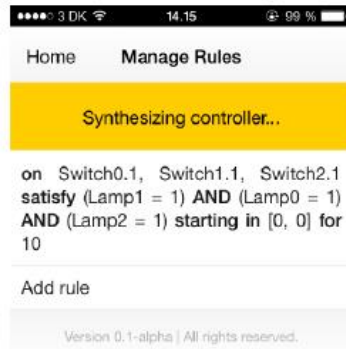 3 DK 14.15 99 %
Home Manage Rules
Synthesizing controller...
on Switch0.1, Switch1.1, Switch2.1
satisfy (Lamp1 = 1) AND (Lamp0 = 1)
AND (Lamp2 = 1) starting in [0, 0] for
10
Add rule
Version 0.1-alpha | All rights reserved.